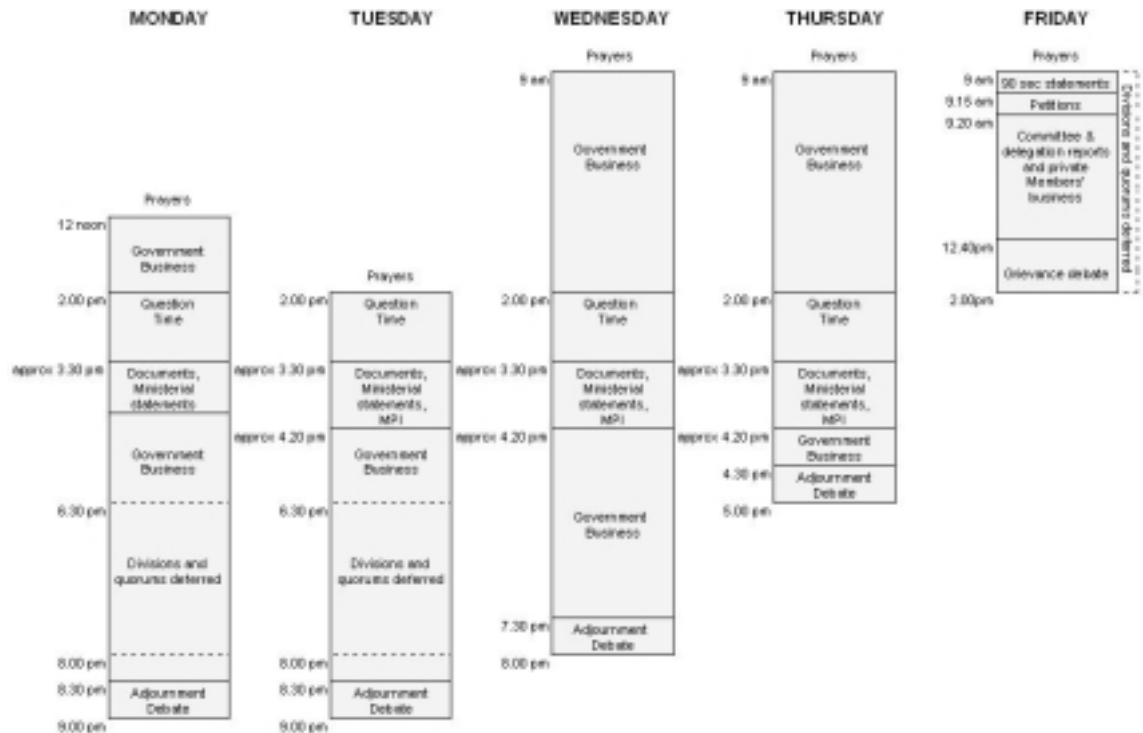 MONDAY
Prayers
12 noon
Government
Business
2.00 pm
Question
Time
approx 3.30 pm
Documents,
Ministerial
statements
Government
Business
6.30 pm
Divisions and
quorums deferred
8.00 pm
8.30 pm
Adjournment
Debate
9.00 pm
TUESDAY
Prayers
2.00 pm
Question
Time
approx 3.30 pm
Documents,
Ministerial
statements,
MPI
approx 4.20 pm
Government
Business
6.30 pm
Divisions and
quorums deferred
8.00 pm
8.30 pm
Adjournment
Debate
9.00 pm
WEDNESDAY
Prayers
9 am
Government
Business
2.00 pm
Question
Time
approx 3.30 pm
Documents,
Ministerial
statements,
MPI
approx 4.20 pm
Government
Business
7.30 pm
Adjournment
Debate
8.00 pm
THURSDAY
Prayers
9 am
Government
Business
2.00 pm
Question
Time
approx 3.30 pm
Documents,
Ministerial
statements,
MPI
approx 4.20 pm
Government
Business
4.30 pm
Adjournment
Debate
5.00 pm
FRIDAY
Prayers
9 am
90 sec statements
9.15 am
Petitions
9.20 am
Committee &
delegation reports
and private
Members'
business
12.40pm
Grievance debate
2.00pm
Divisions and quorums deferred